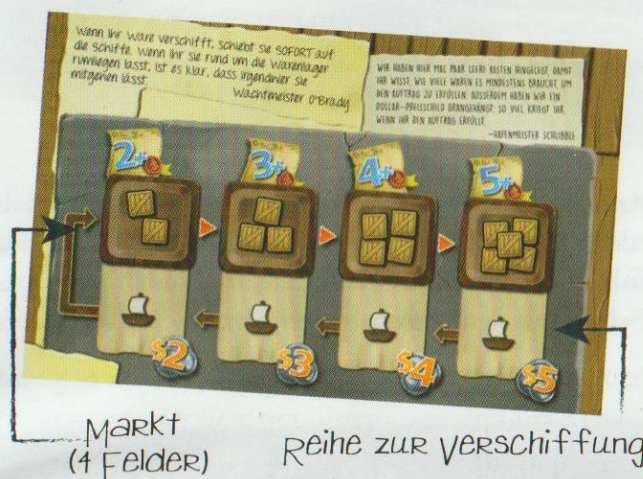 Wenn ihr Ware verschifft, schiebt sie SOFORT auf
die Schiffe. Wenn ihr sie rund um die Warenlager
rumliegen lasst, ist es klar, dass irgendwer sie
mitgehen lässt.
Wachtmeister O'Brady
WIR HABEN HIER MAL PAAR LEERE KISTEN HINGELEGT, DAMIT
IHR WISST, WIE VIELE WAREN ES MINDESTENS BRAUCHT, UM
DEN AUFTRAG ZU ERFÜLLEN. AUSSERDEM HABEN WIR EIN
DOLLAR-PREISSCHILD DRANGEHÄNGT. SO VIEL KRIEGT IHR,
WENN IHR DEN AUFTRAG ERFÜLLT.
-HAFENMEISTER SCRUBBLE
2+
3+
4+
5+
$2
$3
$4
$5
Markt
(4 Felder)
Reihe zur Verschiffung